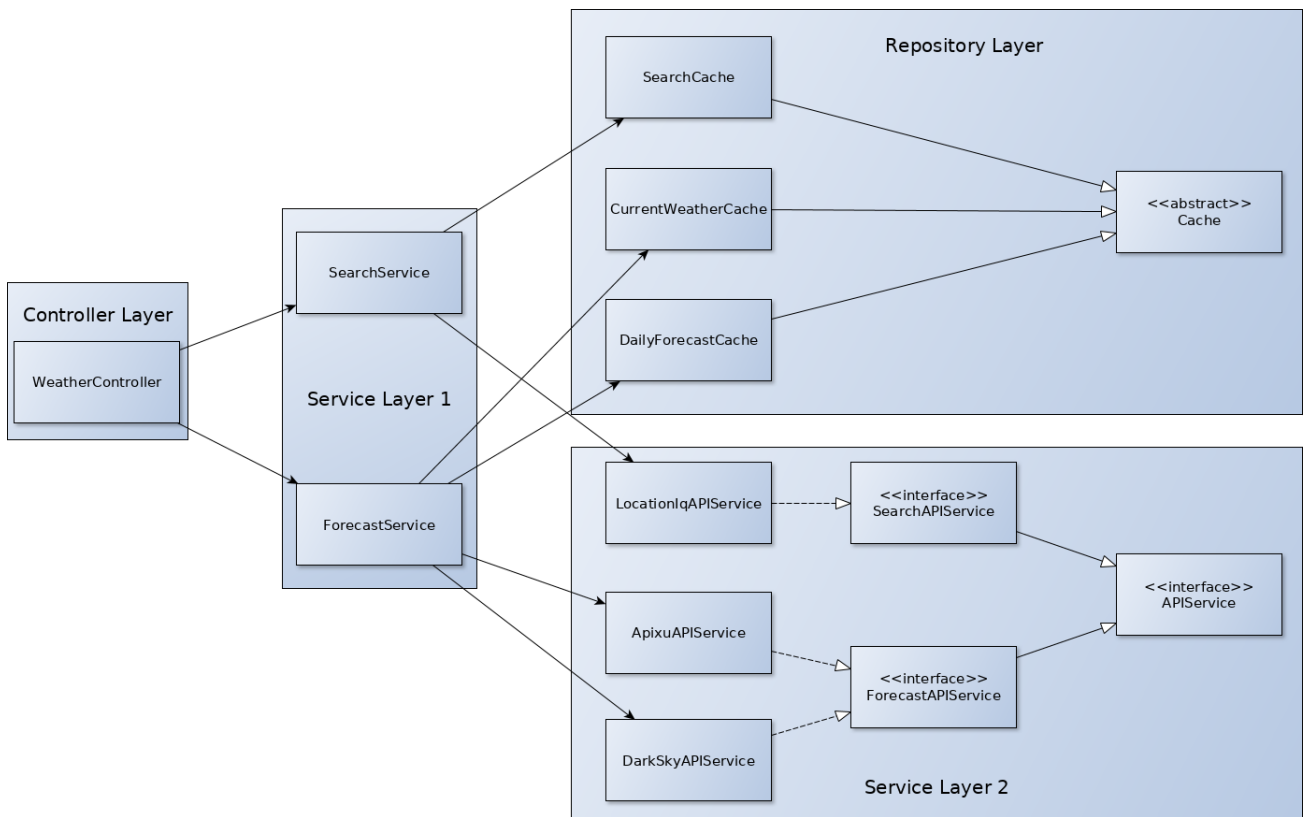 Repository Layer
SearchCache
CurrentWeatherCache
DailyForecastCache
<<abstract>>
Cache
Controller Layer
WeatherController
SearchService
Service Layer 1
ForecastService
LocationIqAPIService
<<interface>>
SearchAPIService
<<interface>>
APIService
ApixuAPIService
<<interface>>
ForecastAPIService
DarkSkyAPIService
Service Layer 2